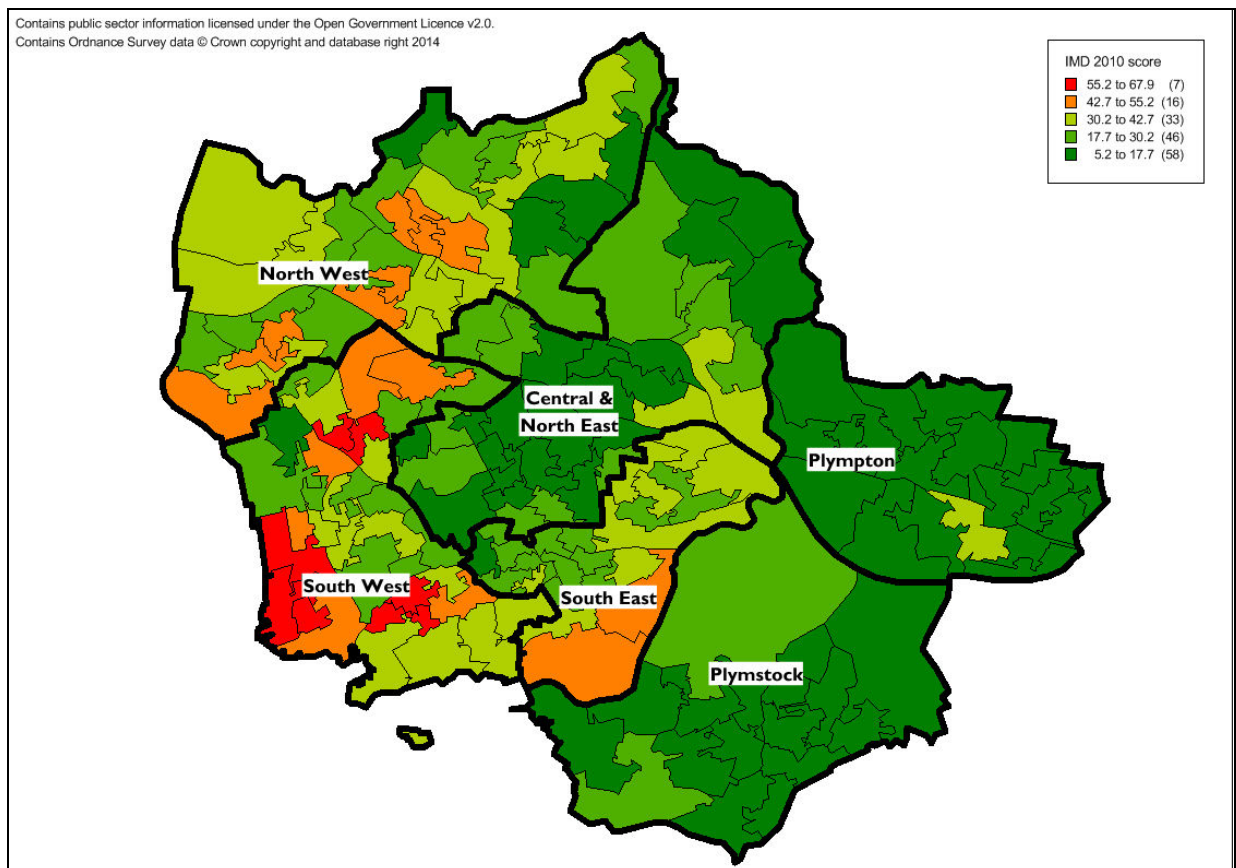 Contains public sector information licensed under the Open Government Licence v2.0.
Contains Ordnance Survey data © Crown copyright and database right 2014
IMD 2010 score
55.2 to 67.9 (7)
42.7 to 55.2 (16)
30.2 to 42.7 (33)
17.7 to 30.2 (46)
5.2 to 17.7 (58)
North West
Central &
North East
Plympton
South West
South East
Plymstock